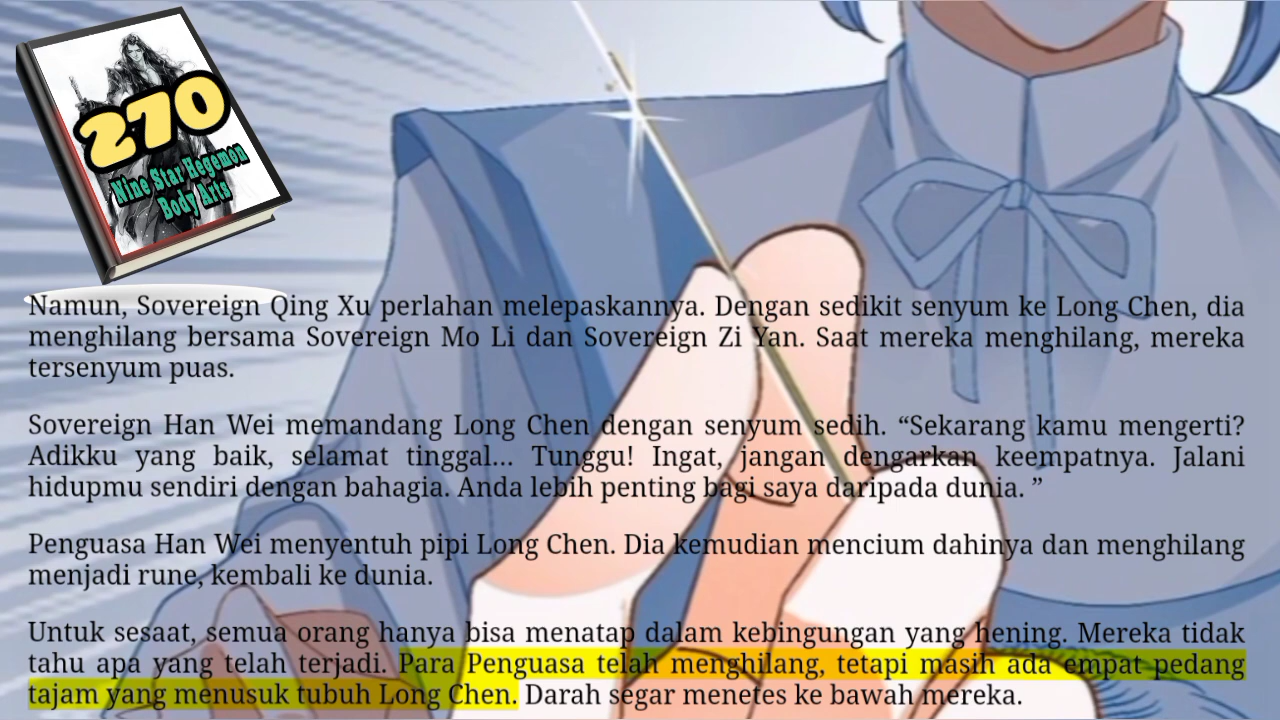 270
Nine Star Hegemon
Body Arts
Namun, Sovereign Qing Xu perlahan melepaskannya. Dengan sedikit senyum ke Long Chen, dia
menghilang bersama Sovereign Mo Li dan Sovereign Zi Yan. Saat mereka menghilang, mereka
tersenyum puas.
Sovereign Han Wei memandang Long Chen dengan senyum sedih. “Sekarang kamu mengerti?
Adikku yang baik, selamat tinggal… Tunggu! Ingat, jangan dengarkan keempatnya. Jalani
hidupmu sendiri dengan bahagia. Anda lebih penting bagi saya daripada dunia. ”
Penguasa Han Wei menyentuh pipi Long Chen. Dia kemudian mencium dahinya dan menghilang
menjadi rune, kembali ke dunia.
Untuk sesaat, semua orang hanya bisa menatap dalam kebingungan yang hening. Mereka tidak
tahu apa yang telah terjadi. Para Penguasa telah menghilang, tetapi masih ada empat pedang
tajam yang menusuk tubuh Long Chen. Darah segar menetes ke bawah mereka.